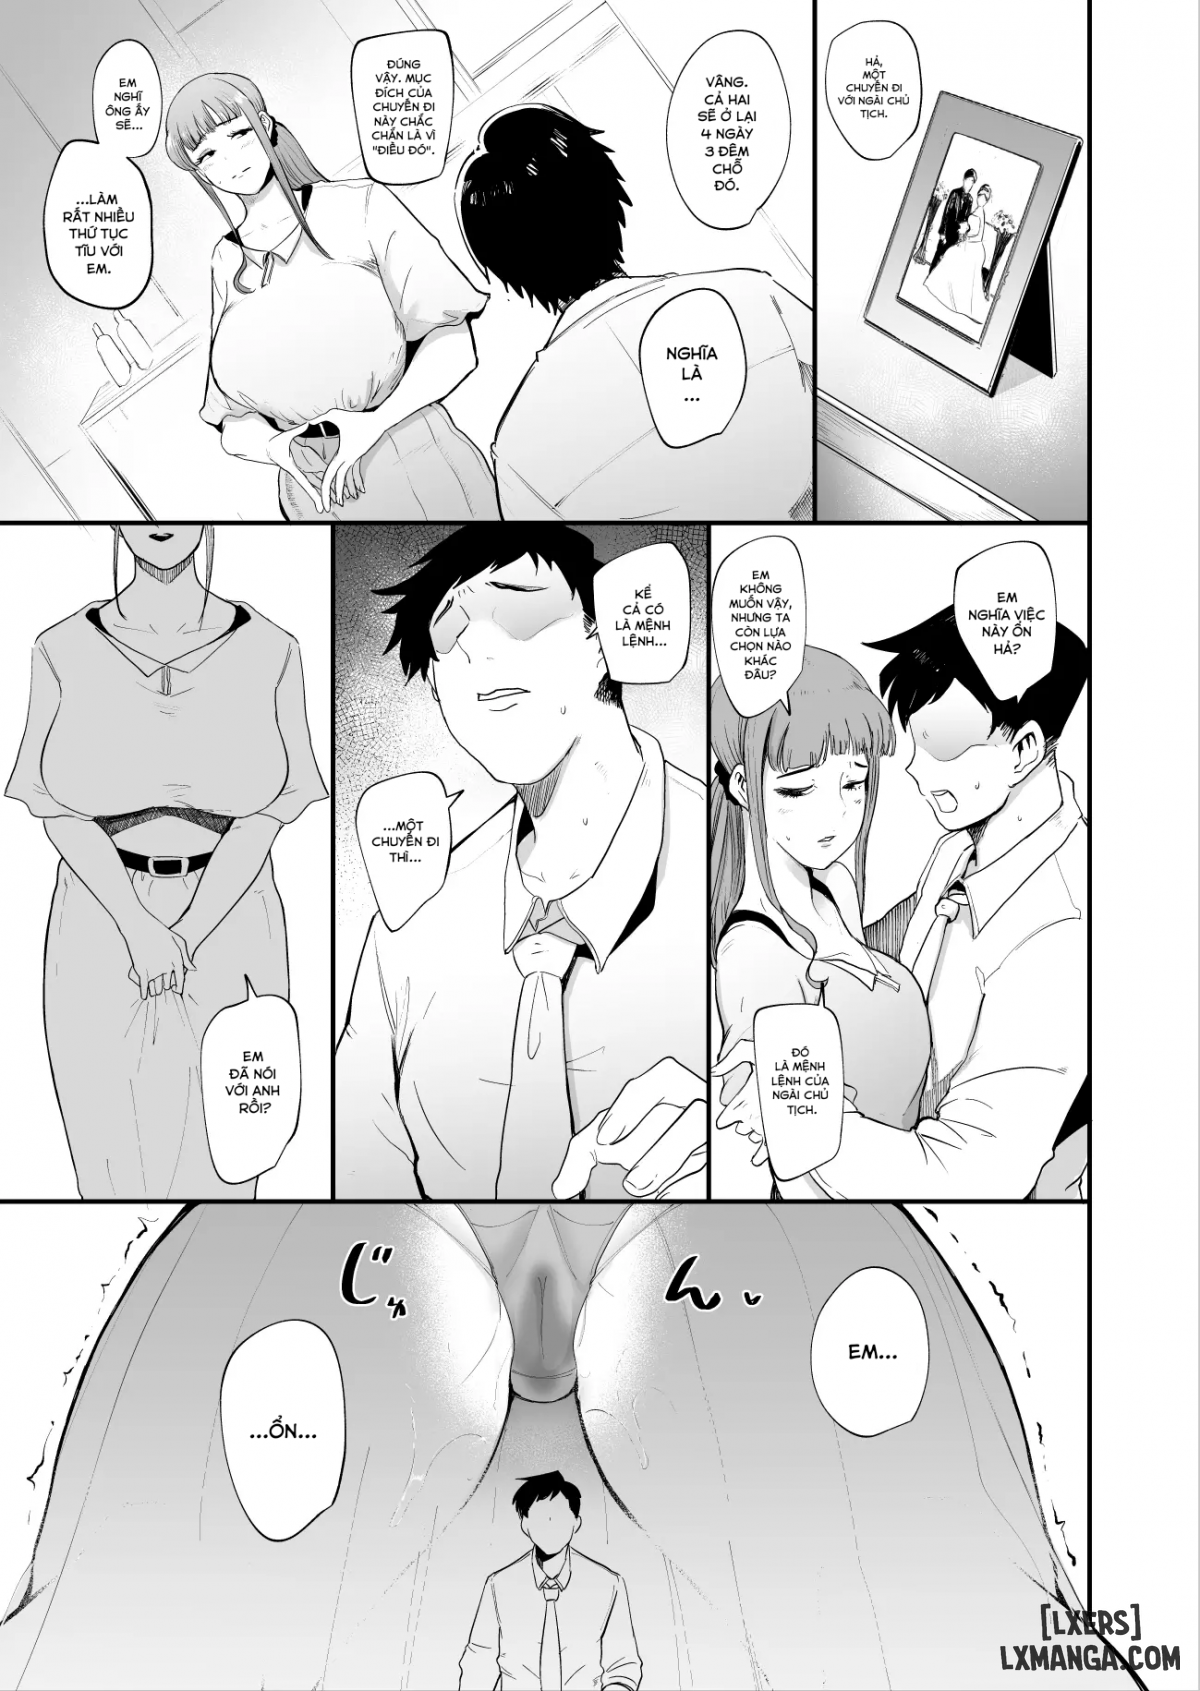 HẢ,
MỘT
CHUYẾN ĐI
VỚI NGÀI CHỦ
TỊCH.
VÂNG.
CẢ HAI
SẼ Ở LẠI
4 NGÀY
3 ĐÊM
CHỖ
ĐÓ.
NGHĨA
LÀ
...
ĐÚNG
VẬY. MỤC
ĐÍCH CỦA
CHUYẾN ĐI
NÀY CHẮC
CHẮN LÀ VÌ
"ĐIỀU ĐÓ".
EM
NGHĨ
ÔNG ẤY
SẼ...
...LÀM
RẤT NHIỀU
THỨ TỤC
TĨU VỚI
EM.
EM
NGHĨA VIỆC
NÀY ỔN
HẢ?
EM
KHÔNG
MUỐN VẬY,
NHƯNG TA
CÒN LỰA
CHỌN NÀO
KHÁC
ĐÂU?
ĐÓ
LÀ MỆNH
LỆNH CỦA
NGÀI CHỦ
TỊCH.
KỂ
CẢ CÓ
LÀ MỆNH
LỆNH...
...MỘT
CHUYẾN ĐI
THÌ...
EM
ĐÃ NÓI
VỚI ANH
RỒI?
じゅん
EM...
...ỔN...
[LXERS]
LXMANGA.COM